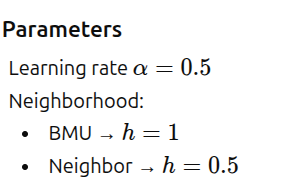 Parameters
Learning rate α = 0.5
Neighborhood:
• BMU → h = 1
• Neighbor → h = 0.5